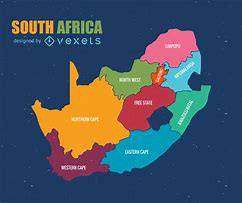 SOUTH AFRICA
designed by vexels
LIMPOPO
NORTH WEST
MPUMALANGA
FREE STATE
KWAZULU-NATAL
NORTHERN CAPE
EASTERN CAPE
WESTERN CAPE